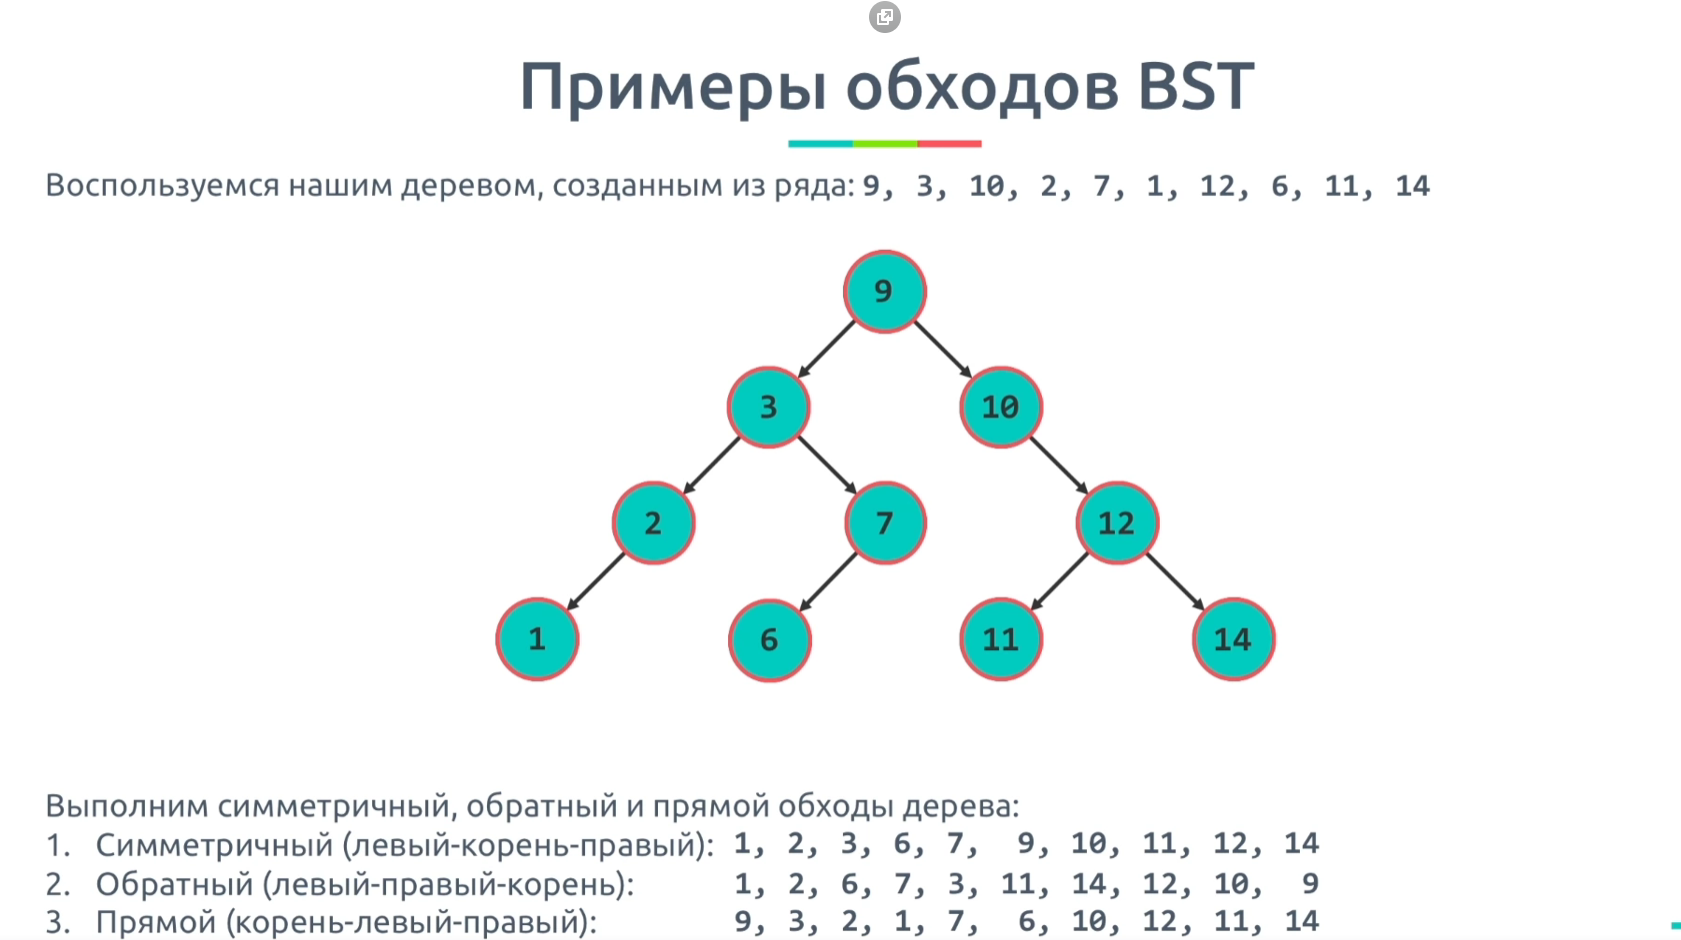 Примеры обходов BST
Воспользуемся нашим деревом, созданным из ряда: 9, 3, 10, 2, 7, 1, 12, 6, 11, 14
9
3 10
2 7 12
1 6 11 14
Выполним симметричный, обратный и прямой обходы дерева:
1. Симметричный (левый-корень-правый): 1, 2, 3, 6, 7, 9, 10, 11, 12, 14
2. Обратный (левый-правый-корень): 1, 2, 6, 7, 3, 11, 14, 12, 10, 9
3. Прямой (корень-левый-правый): 9, 3, 2, 1, 7, 6, 10, 12, 11, 14